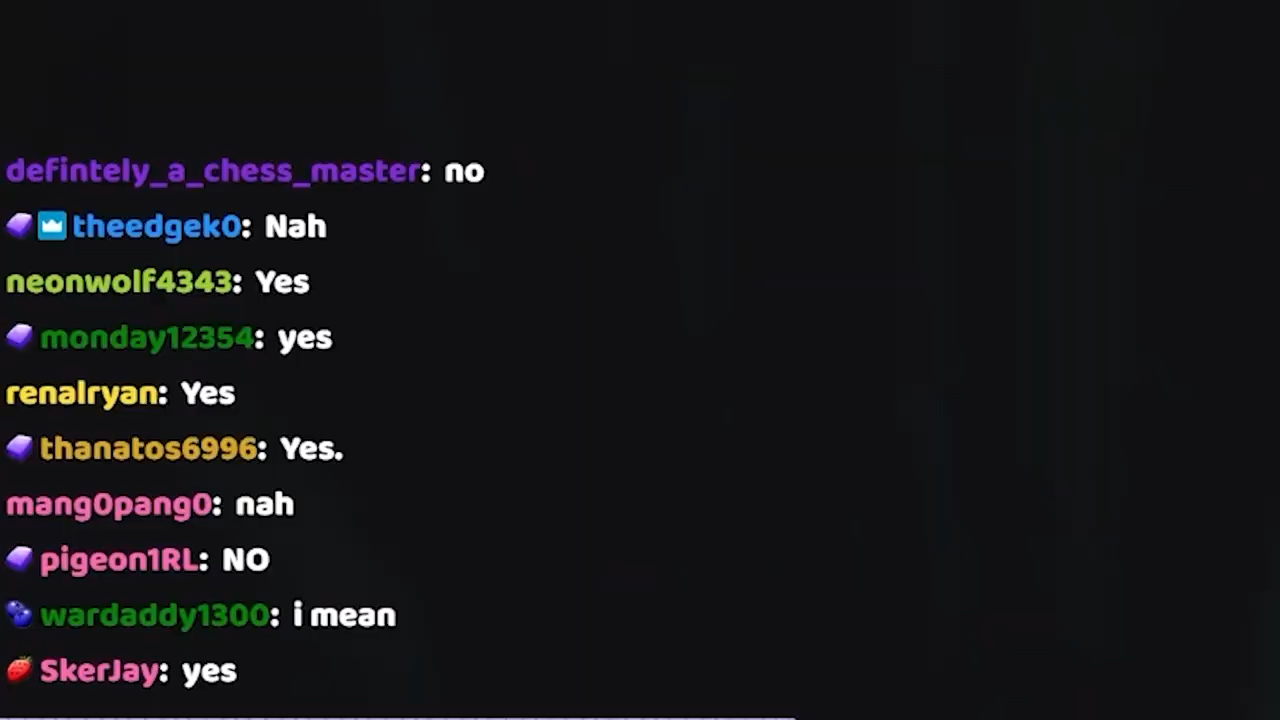 defintely_a_chess_master: no
theedgek0: Nah
neonwolf4343: Yes
monday12354: yes
renalryan: Yes
thanatos6996: Yes.
mang0pang0: nah
pigeon1RL: NO
wardaddy1300: i mean
SkerJay: yes